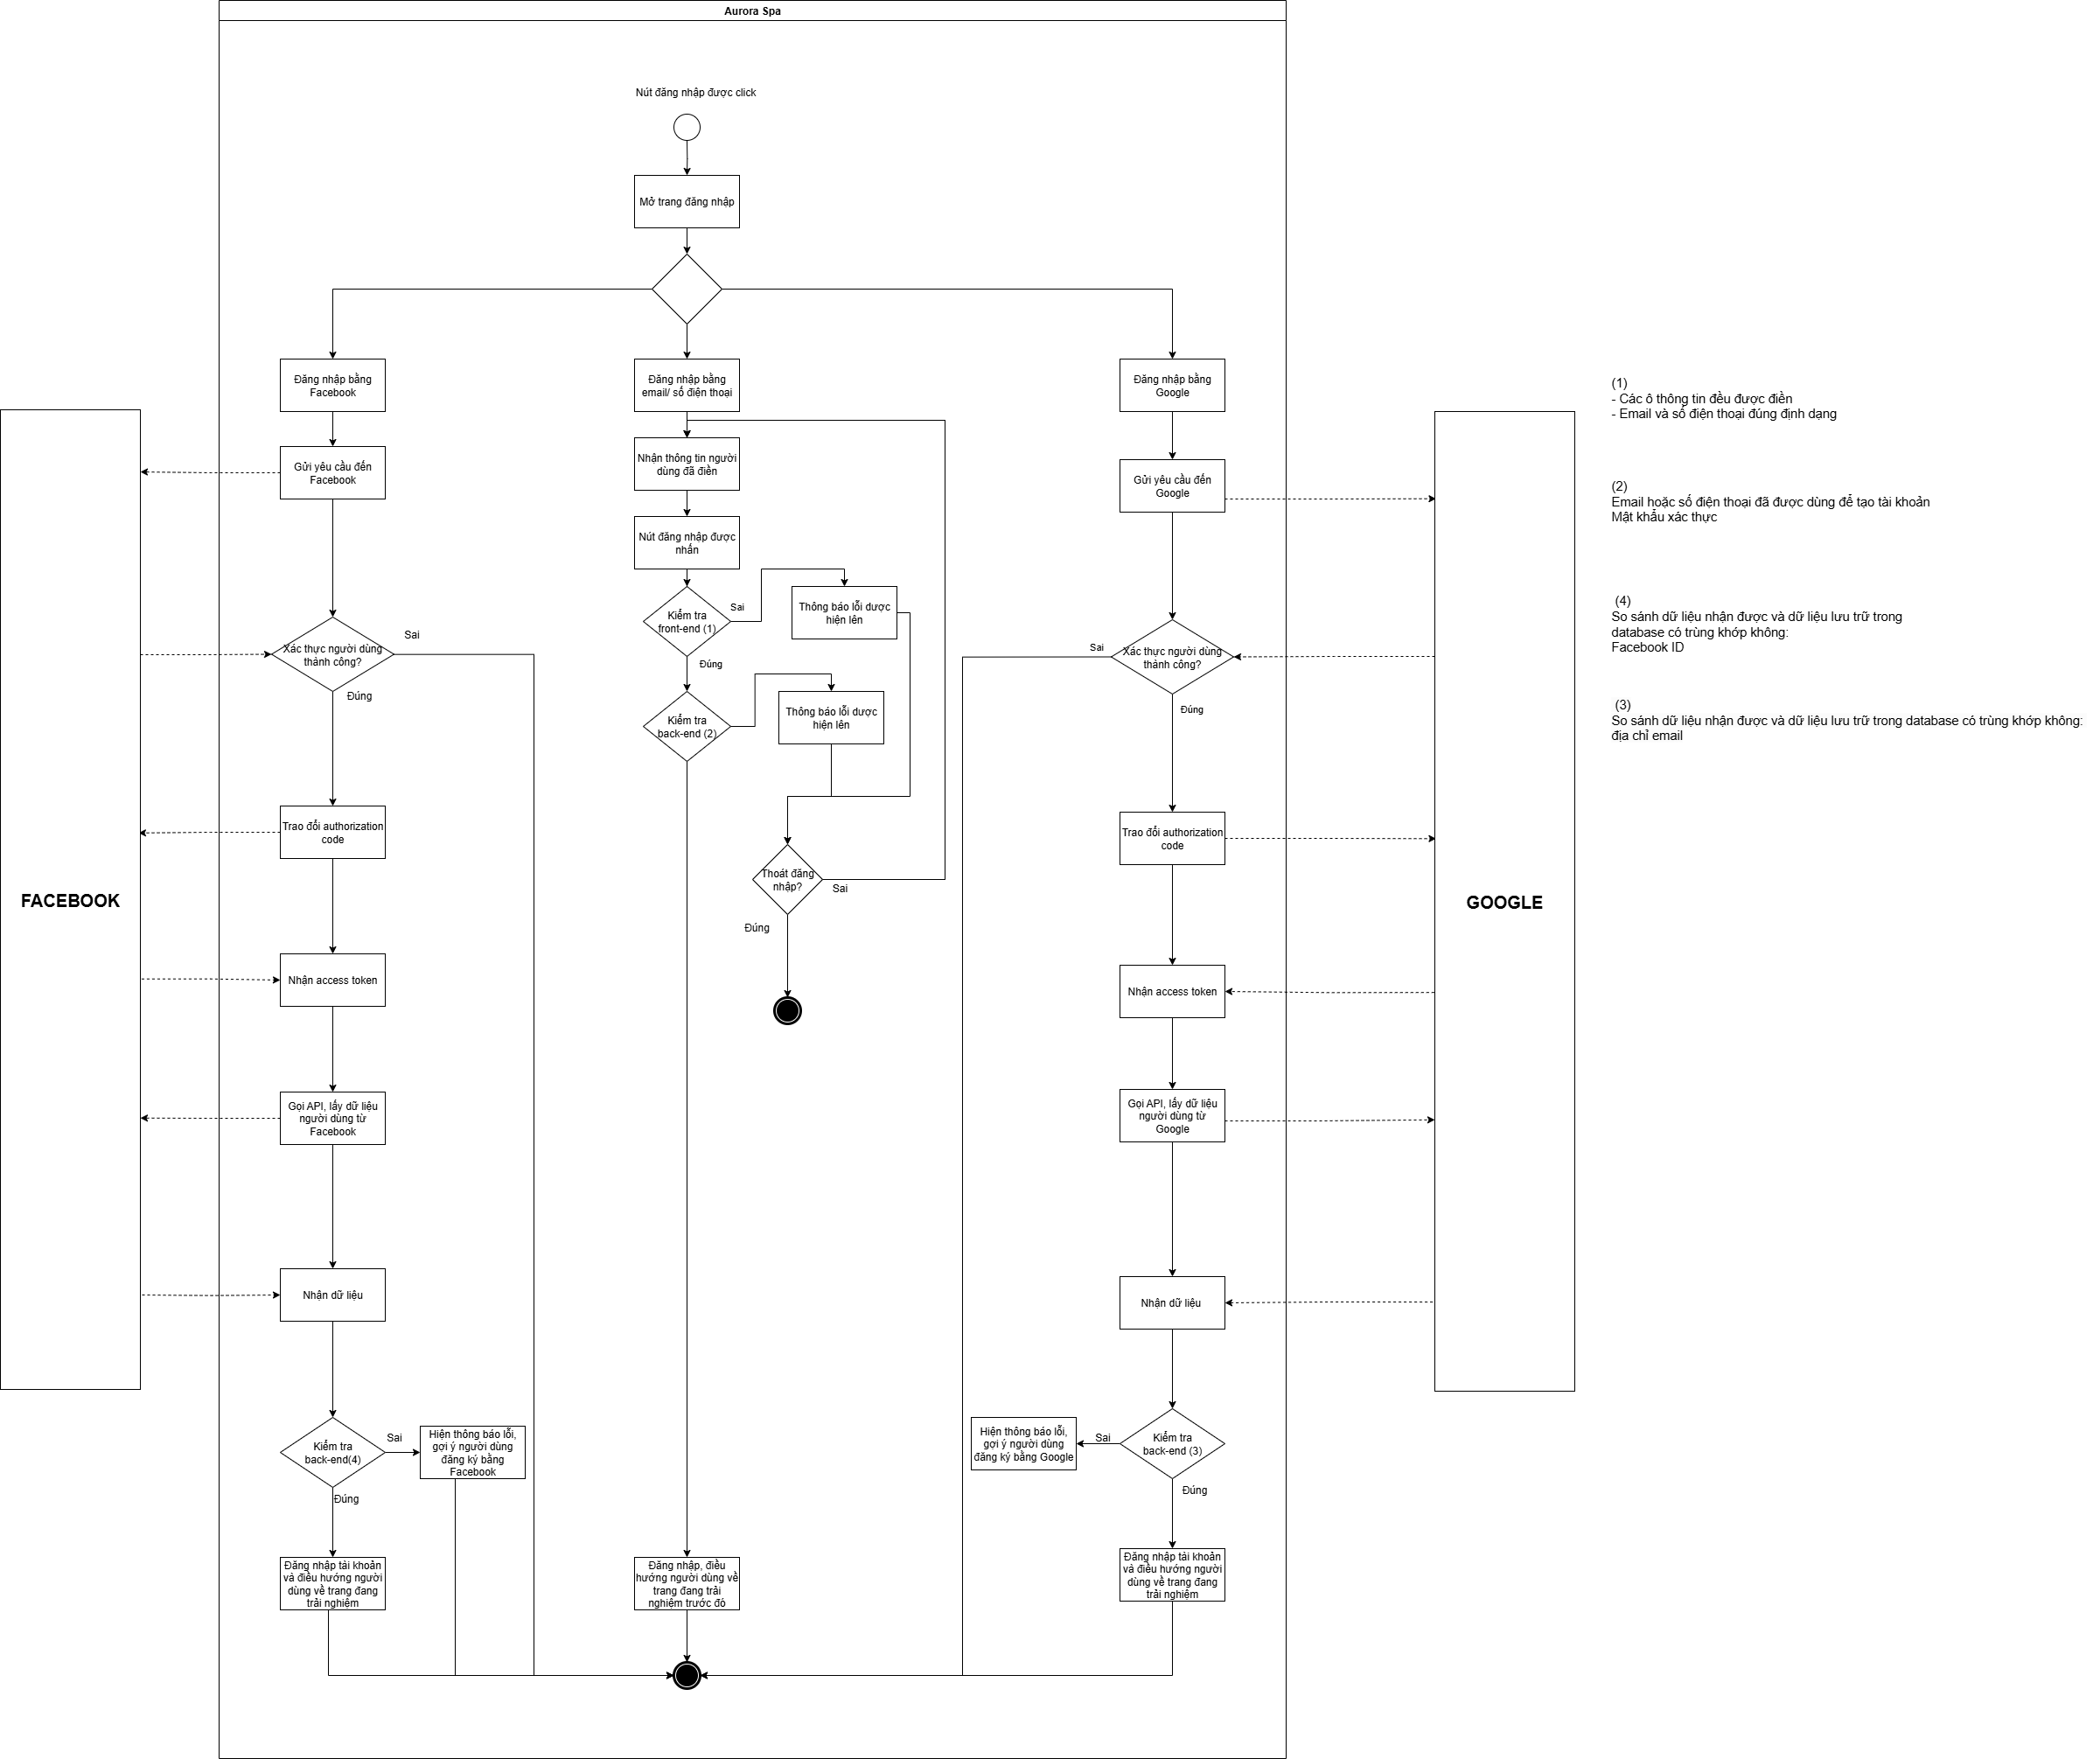 Aurora Spa
Nút đăng nhập được click
Mở trang đăng nhập
Đăng nhập bằng
Facebook
Đăng nhập bằng
email/ số điện thoại
Đăng nhập bằng
Google
(1)
- Các ô thông tin đều được điền
- Email và số điện thoại đúng định dạng
Gửi yêu cầu đến
Facebook
Nhận thông tin người
dùng đã điền
Gửi yêu cầu đến
Google
(2)
Email hoặc số điện thoại đã được dùng để tạo tài khoản
Mật khẩu xác thực
Nút đăng nhập được
nhấn
Kiểm tra
front-end (1)
Sai
Thông báo lỗi dược
hiện lên
Đúng
(4)
So sánh dữ liệu nhận được và dữ liệu lưu trữ trong
database có trùng khớp không:
Facebook ID
Xác thực người dùng
thành công?
Sai
Đúng
Xác thực người dùng
thành công?
Sai
Đúng
Kiểm tra
back-end (2)
Thông báo lỗi dược
hiện lên
(3)
So sánh dữ liệu nhận được và dữ liệu lưu trữ trong database có trùng khớp không:
địa chỉ email
Trao đổi authorization
code
Trao đổi authorization
code
FACEBOOK
Thoát đăng
nhập?
Sai
Đúng
GOOGLE
Nhận access token
Nhận access token
Gọi API, lấy dữ liệu
người dùng từ
Facebook
Gọi API, lấy dữ liệu
người dùng từ
Google
Nhận dữ liệu
Nhận dữ liệu
Kiểm tra
back-end(4)
Sai
Hiện thông báo lỗi,
gợi ý người dùng
đăng ký bằng
Facebook
Đúng
Hiện thông báo lỗi,
gợi ý người dùng
đăng ký bằng Google
Sai
Kiểm tra
back-end (3)
Đúng
Đăng nhập tài khoản
và điều hướng người
dùng về trang đang
trải nghiệm
Đăng nhập, điều
hướng người dùng về
trang đang trải
nghiệm trước đó
Đăng nhập tài khoản
và điều hướng người
dùng về trang đang
trải nghiệm